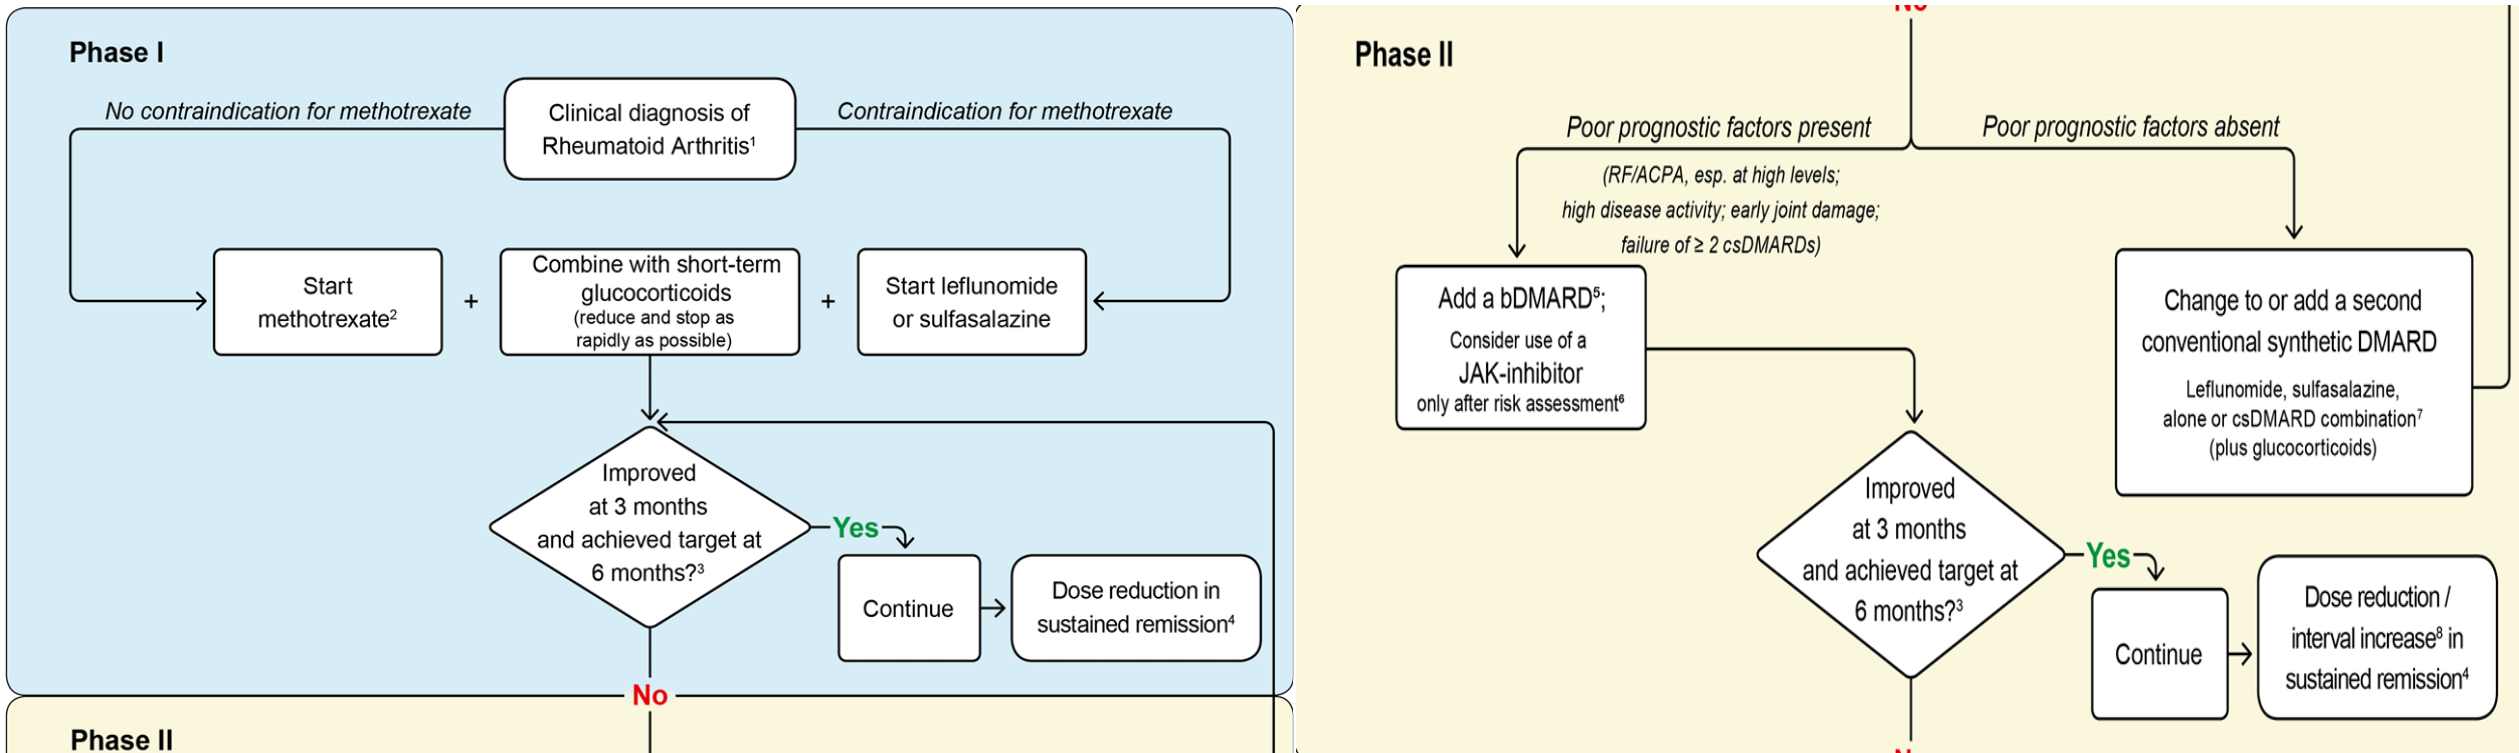 Phase I
No contraindication for methotrexate
Clinical diagnosis of
Rheumatoid Arthritis¹
Contraindication for methotrexate
Start
methotrexate²
+
Combine with short-term
glucocorticoids
(reduce and stop as
rapidly as possible)
+
Start leflunomide
or sulfasalazine
Improved
at 3 months
and achieved target at
6 months?³
Yes
Continue
Dose reduction in
sustained remission⁴
No
Phase II
No
Phase II
Poor prognostic factors present
Poor prognostic factors absent
(RF/ACPA, esp. at high levels;
high disease activity; early joint damage;
failure of ≥ 2 csDMARDs)
Add a bDMARD⁵;
Consider use of a
JAK-inhibitor
only after risk assessment⁶
Change to or add a second
conventional synthetic DMARD
Leflunomide, sulfasalazine,
alone or csDMARD combination⁷
(plus glucocorticoids)
Improved
at 3 months
and achieved target at
6 months?³
Yes
Continue
Dose reduction /
interval increase⁸ in
sustained remission⁴